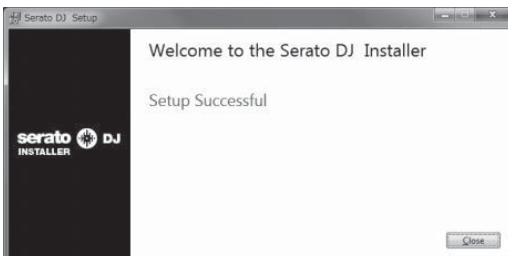 Serato DJ Setup
Welcome to the Serato DJ Installer
Setup Successful
serato DJ
INSTALLER
Close